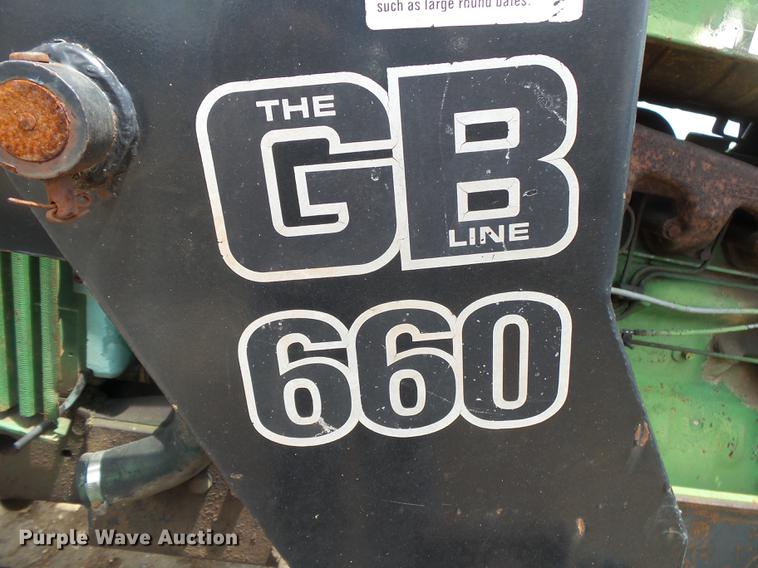 such as large round bales.
THE
GB
LINE
660
Purple Wave Auction